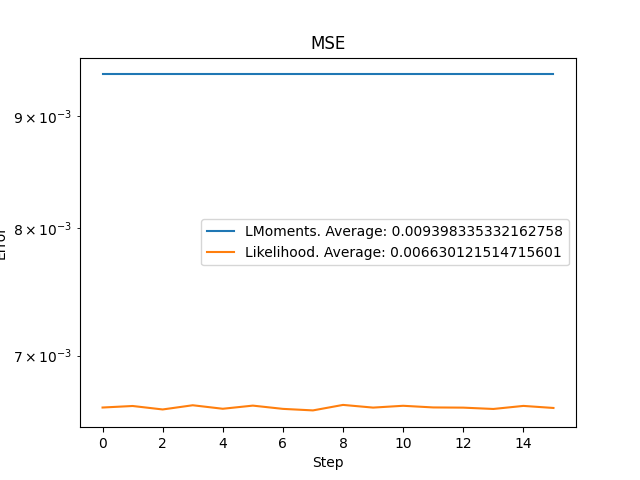 MSE
9 × 10⁻³
8 × 10⁻³
7 × 10⁻³
Error
LMoments. Average: 0.009398335332162758
Likelihood. Average: 0.006630121514715601
0 2 4 6 8 10 12 14
Step